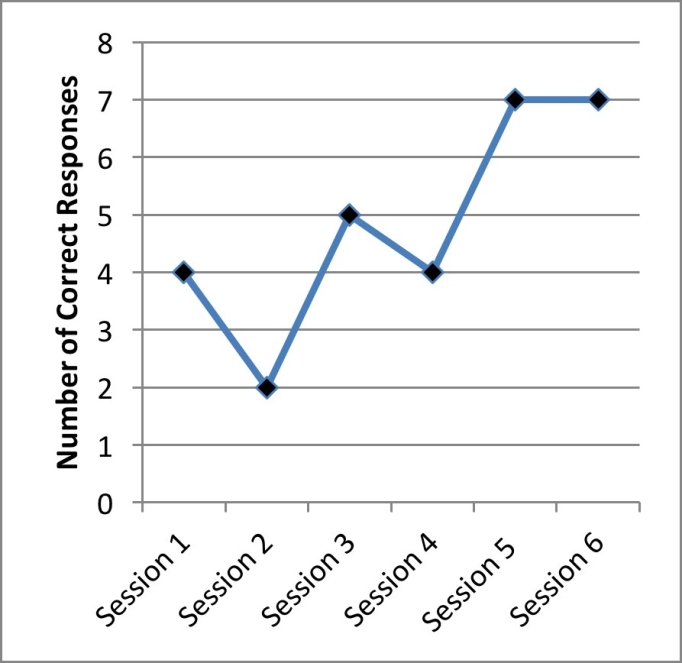 Number of Correct Responses
8
7
6
5
4
3
2
1
0
Session 1
Session 2
Session 3
Session 4
Session 5
Session 6